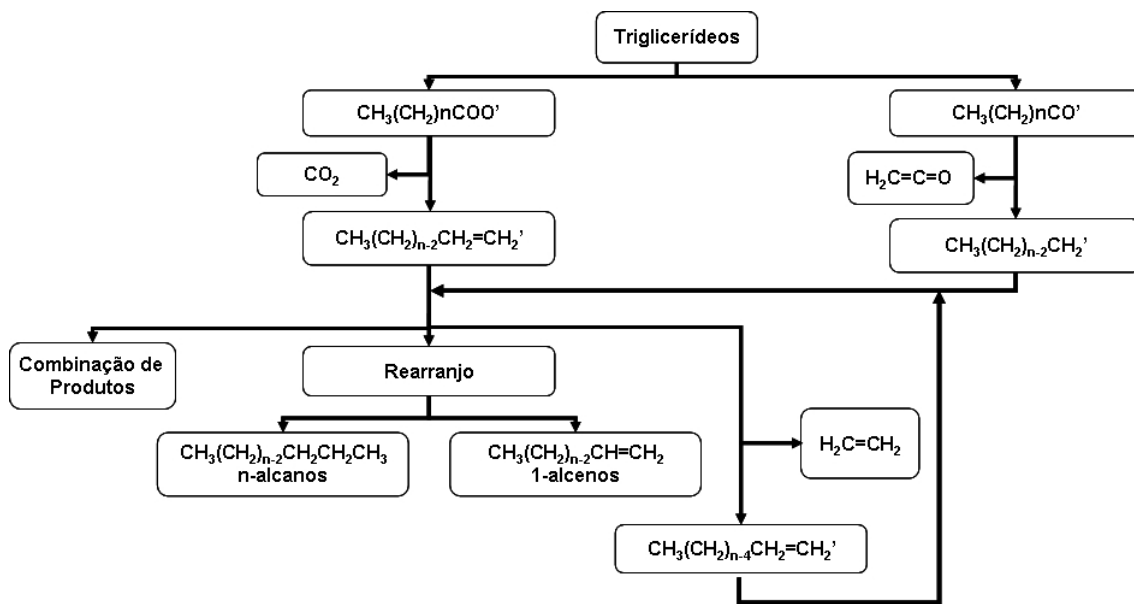 Triglicerídeos
CH₃(CH₂)nCOO’
CH₃(CH₂)nCO’
CO₂
H₂C=C=O
CH₃(CH₂)ₙ₋₂CH₂=CH₂’
CH₃(CH₂)ₙ₋₂CH₂’
Combinação de
Produtos
Rearranjo
CH₃(CH₂)ₙ₋₂CH₂CH₂CH₃
n-alcanos
CH₃(CH₂)ₙ₋₂CH=CH₂
1-alcenos
H₂C=CH₂
CH₃(CH₂)ₙ₋₄CH₂=CH₂’